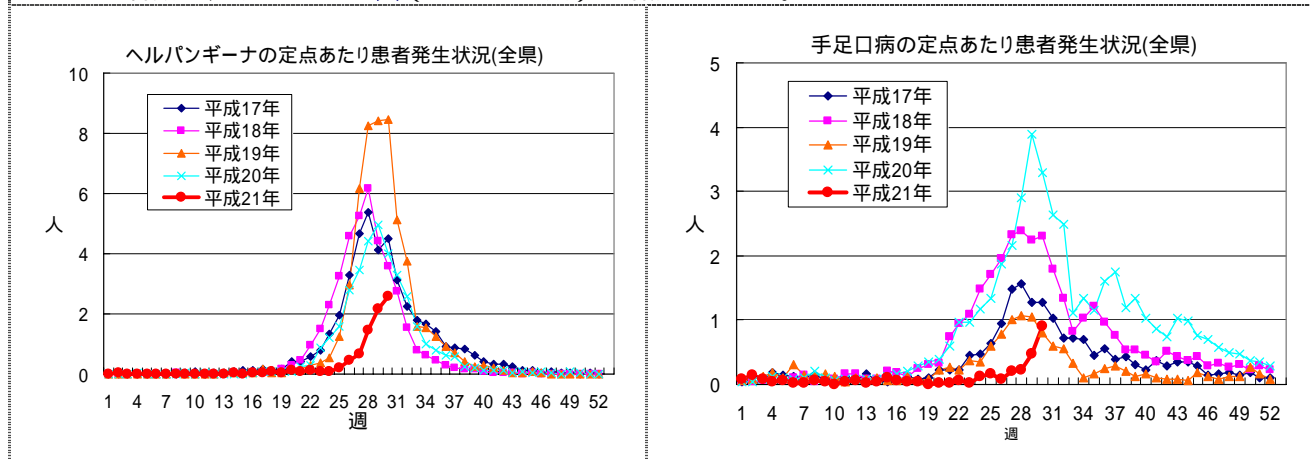 ヘルパンギーナの定点あたり患者発生状況(全県)
10
8
6
4
2
0
人
平成17年
平成18年
平成19年
平成20年
平成21年
1 4 7 10 13 16 19 22 25 28 31 34 37 40 43 46 49 52
週
手足口病の定点あたり患者発生状況(全県)
5
4
3
2
1
0
人
平成17年
平成18年
平成19年
平成20年
平成21年
1 4 7 10 13 16 19 22 25 28 31 34 37 40 43 46 49 52
週